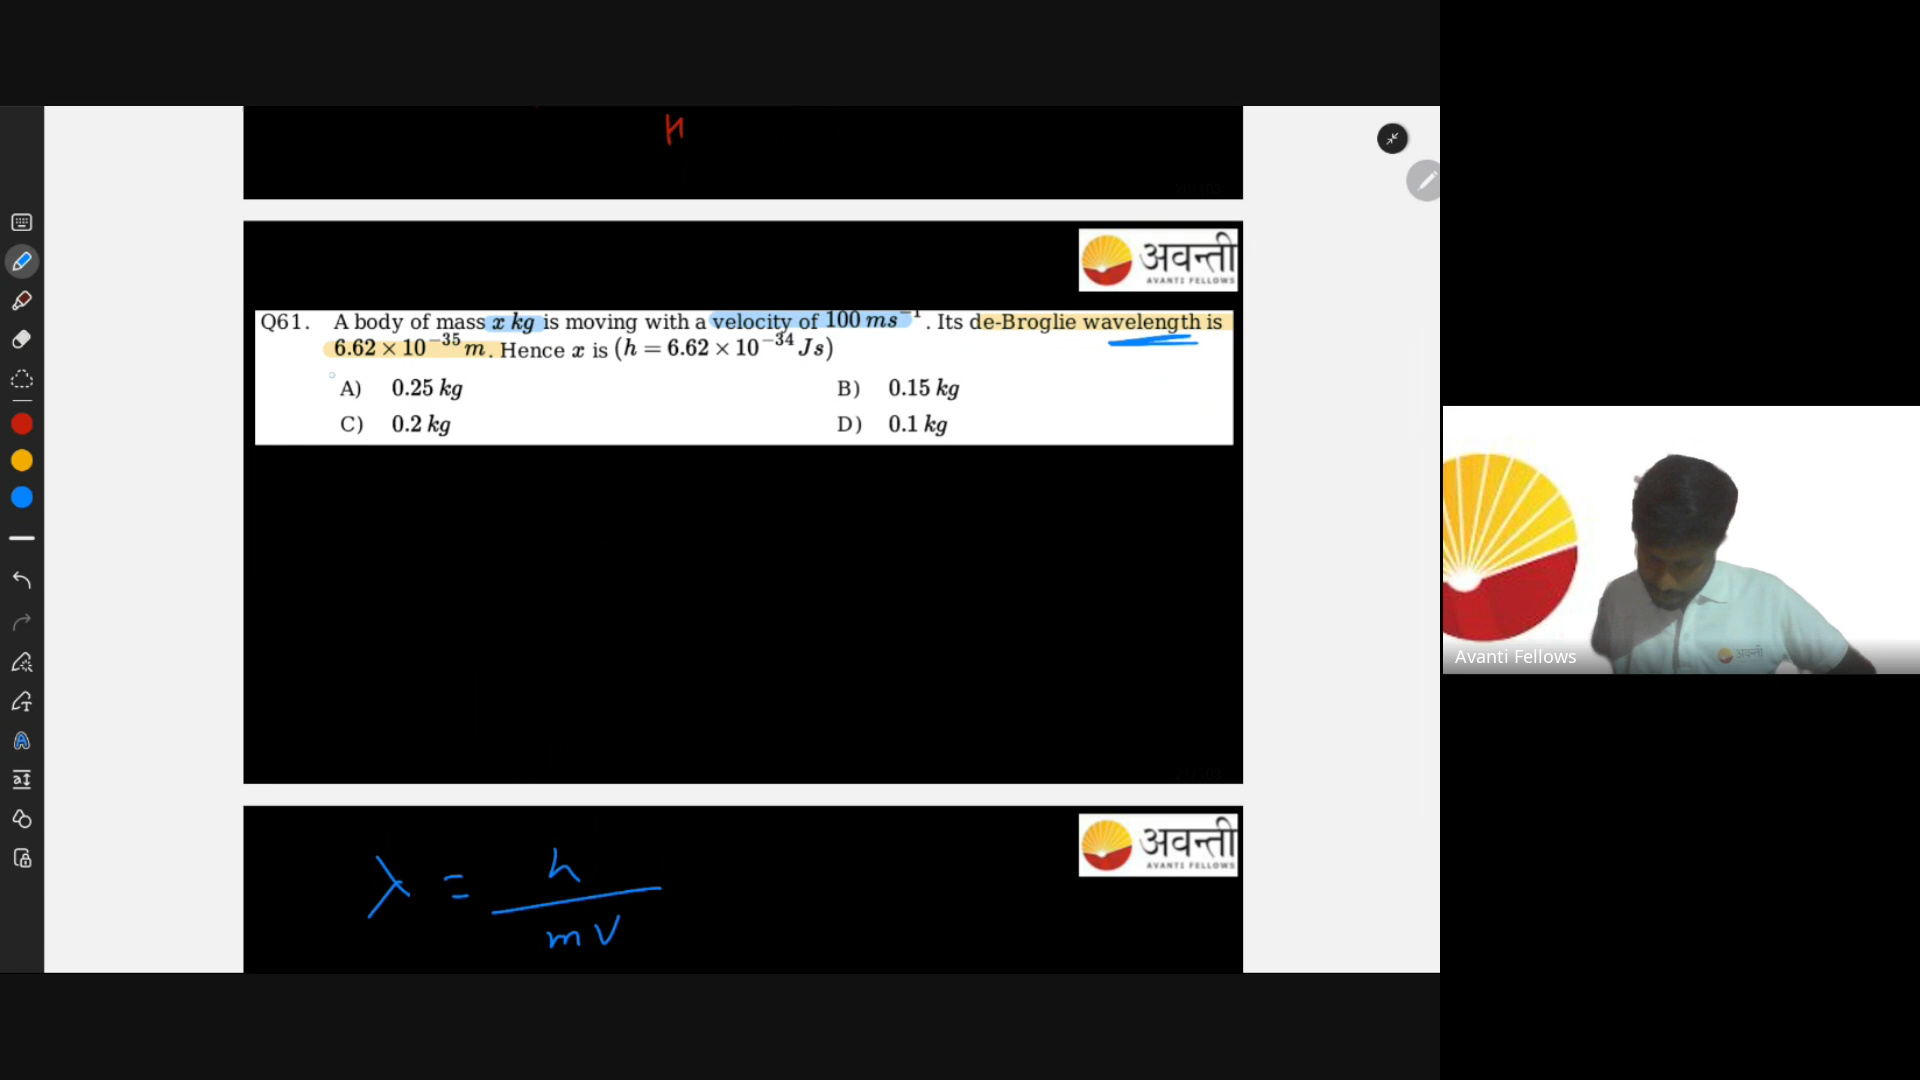 अवन्ती
AVANTI FELLOWS
Q61. A body of mass x kg is moving with a velocity of 100 ms⁻¹. Its de-Broglie wavelength is
6.62 × 10⁻³⁵ m. Hence x is (h = 6.62 × 10⁻³⁴ Js)
A) 0.25 kg B) 0.15 kg
C) 0.2 kg D) 0.1 kg
अवन्ती
AVANTI FELLOWS
λ = h
m v
अवन्ती
Avanti Fellows